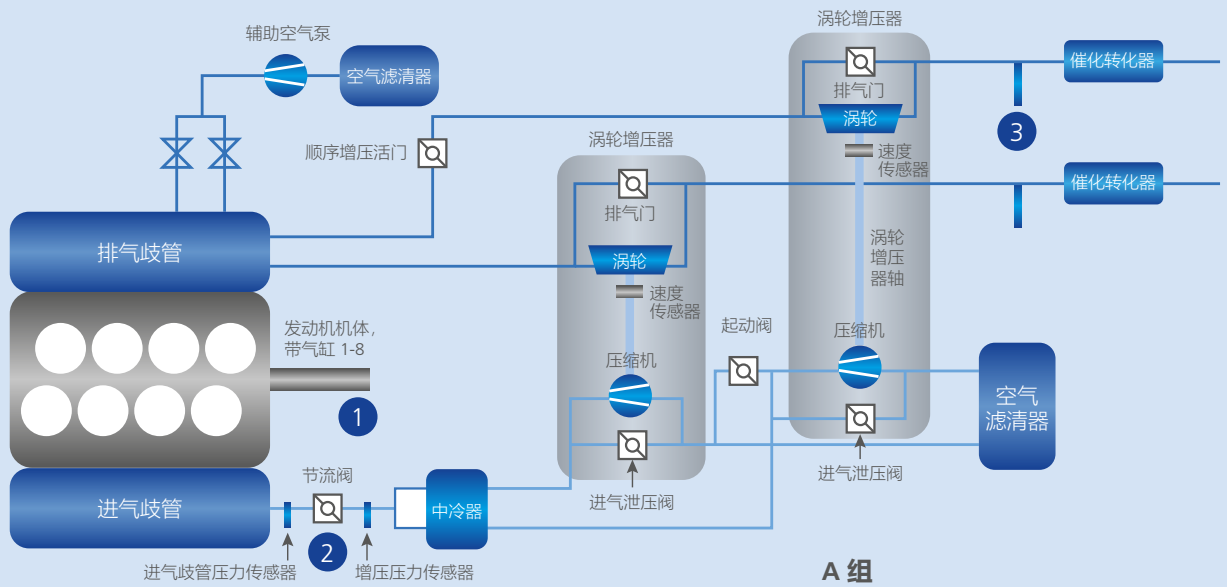 涡轮增压器
辅助空气泵
空气滤清器
催化转化器
排气门
涡轮
3
涡轮增压器
顺序增压活门
速度
传感器
催化转化器
排气门
排气歧管
涡轮
涡轮
增压
器轴
速度
传感器
发动机机体，
带气缸 1-8
起动阀
压缩机
压缩机
1
空气
滤清器
节流阀
进气泄压阀
进气泄压阀
进气歧管
中冷器
2
进气歧管压力传感器
增压压力传感器
A 组